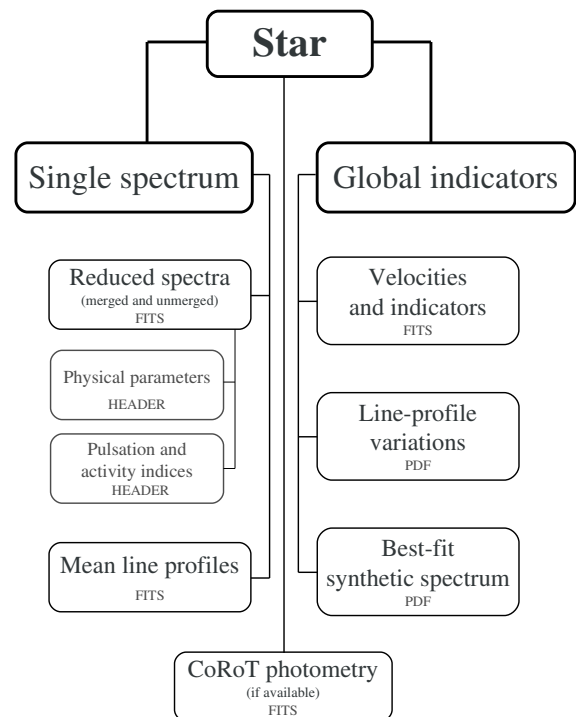 Star
Single spectrum
Reduced spectra
(merged and unmerged)
FITS
Physical parameters
HEADER
Pulsation and
activity indices
HEADER
Mean line profiles
FITS
Global indicators
Velocities
and indicators
FITS
Line-profile
variations
PDF
Best-fit
synthetic spectrum
PDF
CoRoT photometry
(if available)
FITS